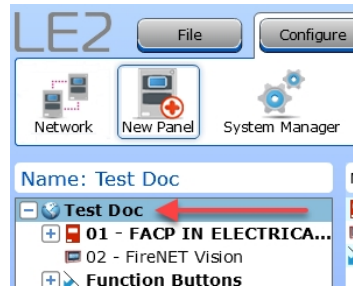 LE2 File Configure
Network New Panel System Manager
Name: Test Doc
Test Doc
01 - FACP IN ELECTRICA...
02 - FireNET Vision
Function Buttons